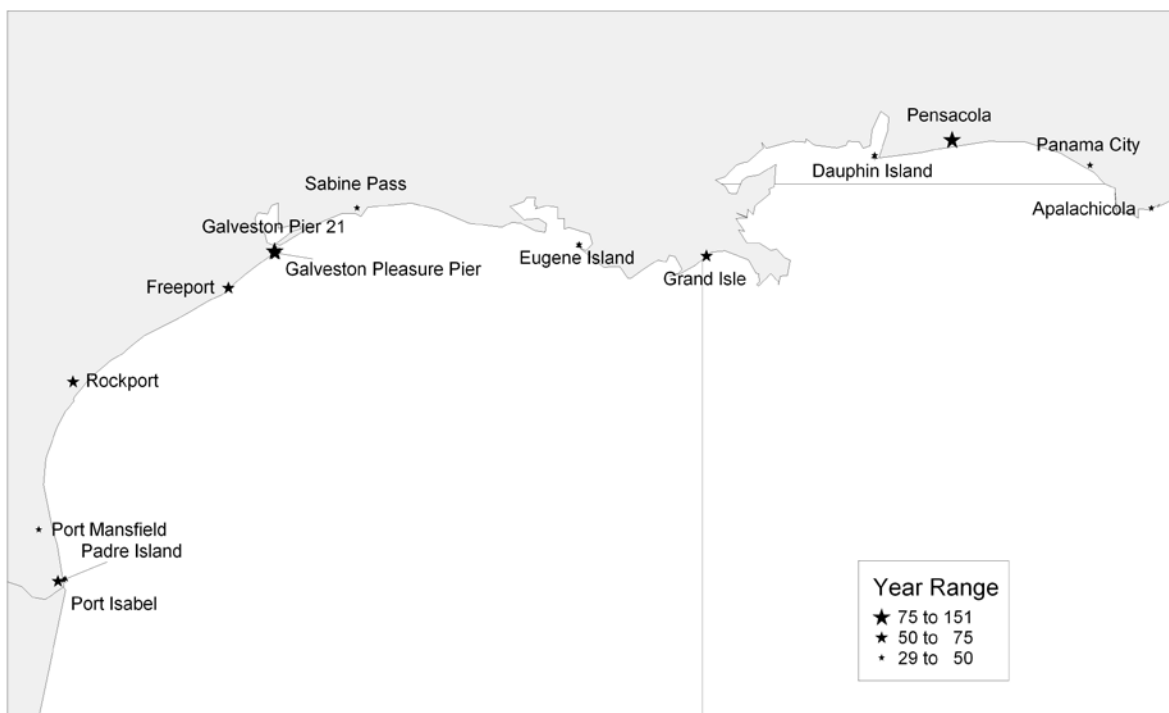 Pensacola
Panama City
Dauphin Island
Sabine Pass
Apalachicola
Galveston Pier 21
Eugene Island
Galveston Pleasure Pier
Grand Isle
Freeport
Rockport
Port Mansfield
Padre Island
Port Isabel
Year Range
75 to 151
50 to 75
29 to 50